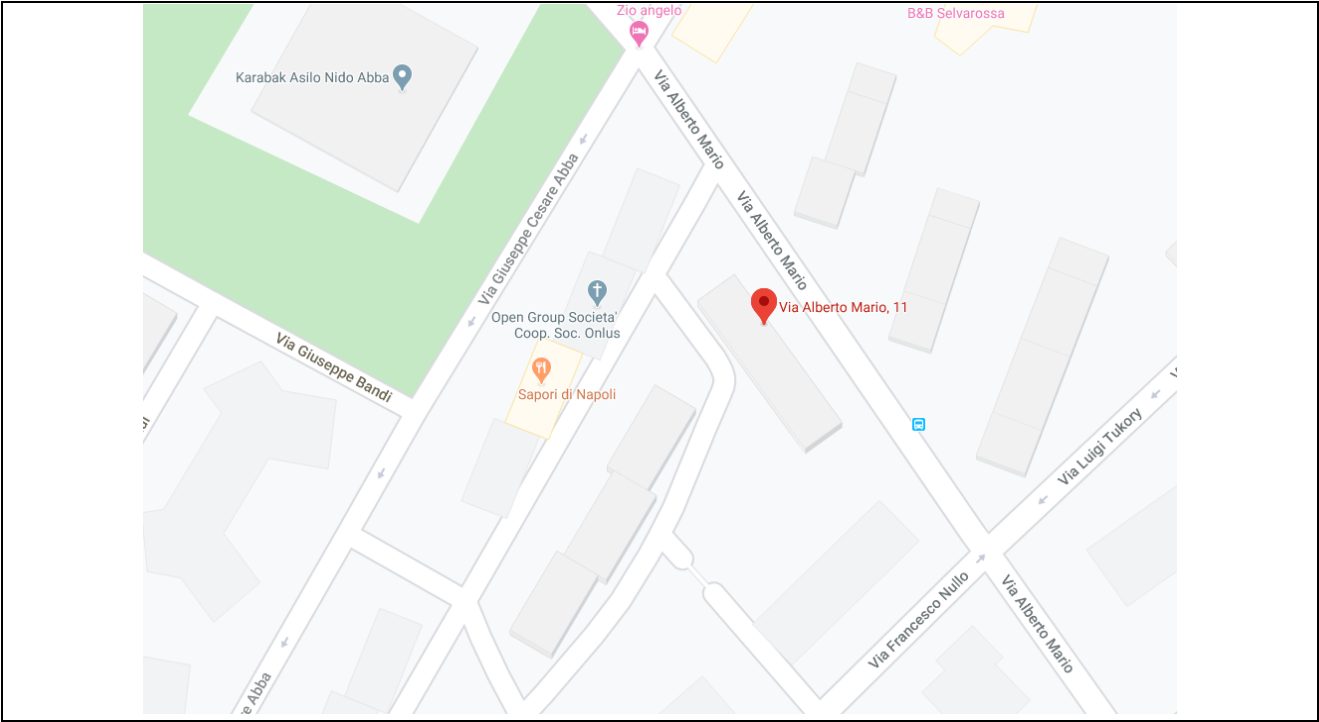 Zio angelo
B&B Selvarossa
Karabak Asilo Nido Abba
Via Alberto Mario
Via Giuseppe Cesare Abba
Via Alberto Mario
Open Group Societa'
Coop. Soc. Onlus
Via Alberto Mario, 11
Via Giuseppe Bandi
Sapori di Napoli
Via Luigi Tukory
Via Francesco Nullo
Via Alberto Mario
e Abba